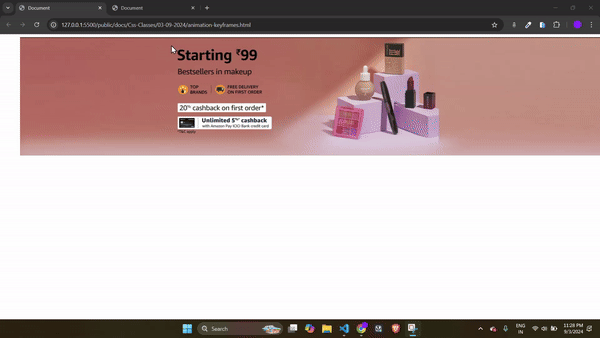 Document
Document
127.0.0.1:5500/public/docs/Css-Classes/03-09-2024/animation-keyframes.html
Starting ₹99
Bestsellers in makeup
TOP BRANDS
FREE DELIVERY ON FIRST ORDER
20% cashback on first order*
Unlimited 5%* cashback
with Amazon Pay ICICI Bank credit card
Search
ENG
IN
11:28 PM
9/3/2024